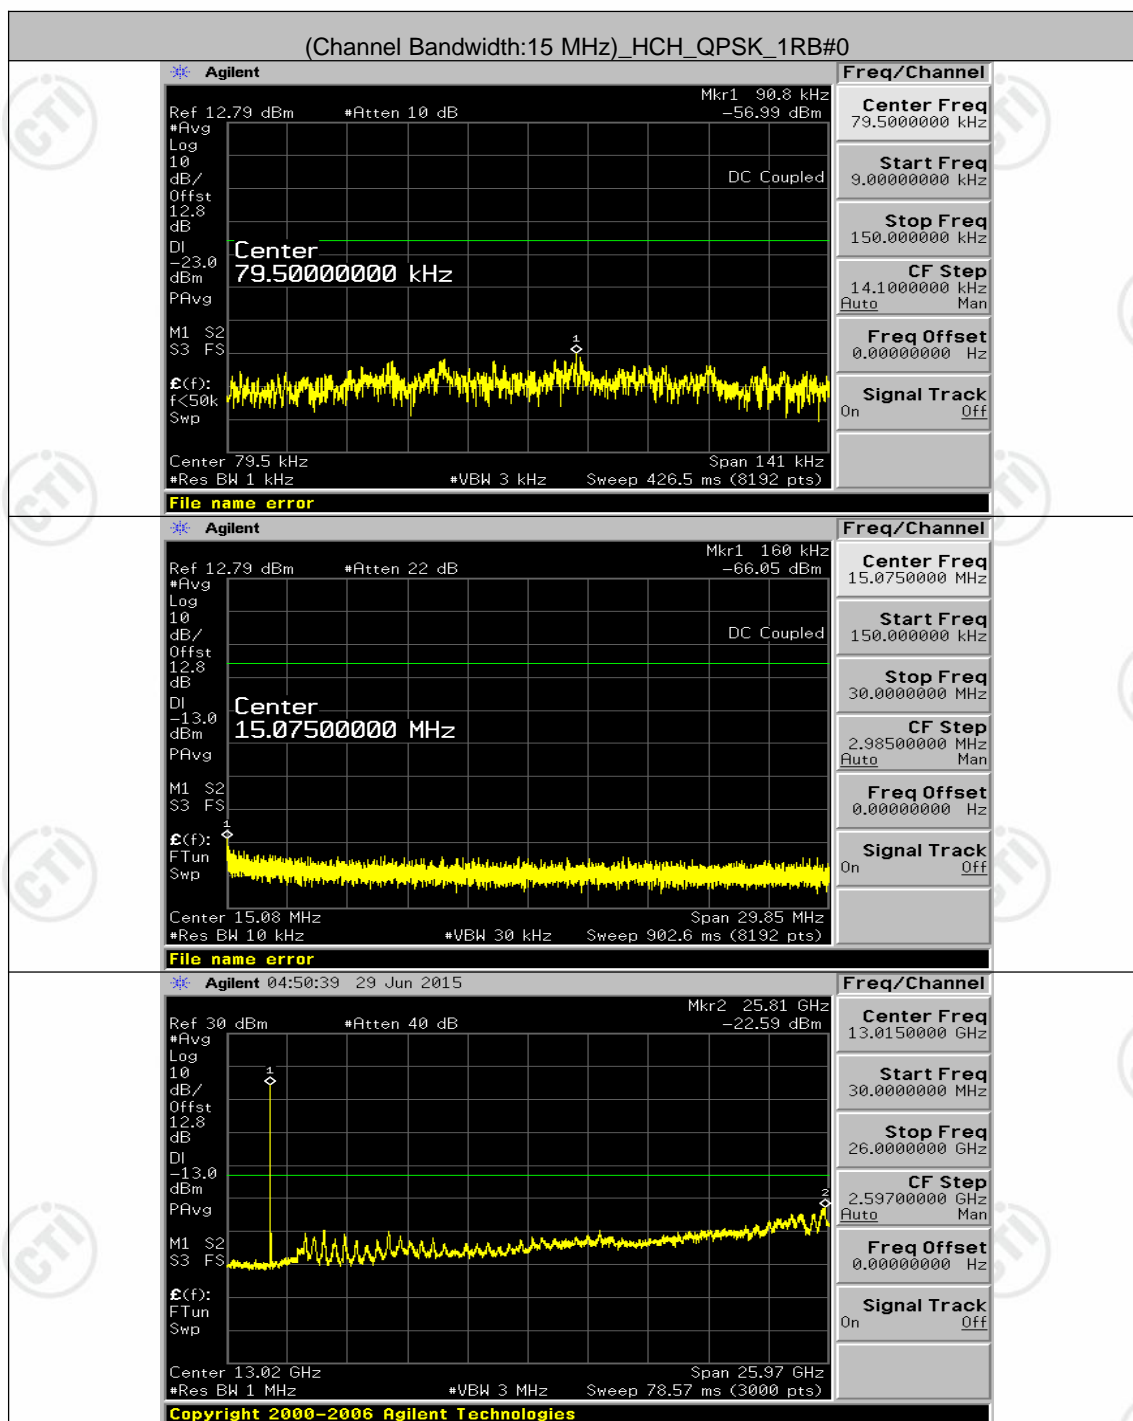 (Channel Bandwidth:15 MHz)_HCH_QPSK_1RB#0
Agilent
Freq/Channel
Mkr1 90.8 kHz
Ref 12.79 dBm #Atten 10 dB -56.99 dBm
#Avg
Log
10
dB/
Offst
12.8
dB
DI
-23.0
dBm
PAvg
M1 S2
S3 FS
£(f):
f<50k
Swp
DC Coupled
Center
79.50000000 kHz
1
Center 79.5 kHz Span 141 kHz
#Res BW 1 kHz #VBW 3 kHz Sweep 426.5 ms (8192 pts)
File name error
Center Freq
79.5000000 kHz
Start Freq
9.00000000 kHz
Stop Freq
150.000000 kHz
CF Step
14.1000000 kHz
Auto Man
Freq Offset
0.00000000 Hz
Signal Track
On Off
Agilent
Freq/Channel
Mkr1 160 kHz
Ref 12.79 dBm #Atten 22 dB -66.05 dBm
#Avg
Log
10
dB/
Offst
12.8
dB
DI
-13.0
dBm
PAvg
M1 S2
S3 FS
£(f):
FTun
Swp
DC Coupled
Center
15.07500000 MHz
1
Center 15.08 MHz Span 29.85 MHz
#Res BW 10 kHz #VBW 30 kHz Sweep 902.6 ms (8192 pts)
File name error
Center Freq
15.0750000 MHz
Start Freq
150.000000 kHz
Stop Freq
30.0000000 MHz
CF Step
2.98500000 MHz
Auto Man
Freq Offset
0.00000000 Hz
Signal Track
On Off
Agilent 04:50:39 29 Jun 2015
Freq/Channel
Mkr2 25.81 GHz
Ref 30 dBm #Atten 40 dB -22.59 dBm
#Avg
Log
10
dB/
Offst
12.8
dB
DI
-13.0
dBm
PAvg
M1 S2
S3 FS
£(f):
FTun
Swp
1
2
Center 13.02 GHz Span 25.97 GHz
#Res BW 1 MHz #VBW 3 MHz Sweep 78.57 ms (3000 pts)
Copyright 2000-2006 Agilent Technologies
Center Freq
13.0150000 GHz
Start Freq
30.0000000 MHz
Stop Freq
26.0000000 GHz
CF Step
2.59700000 GHz
Auto Man
Freq Offset
0.00000000 Hz
Signal Track
On Off
CTI
CTI
CTI
CTI
CTI
CTI
CTI
CTI